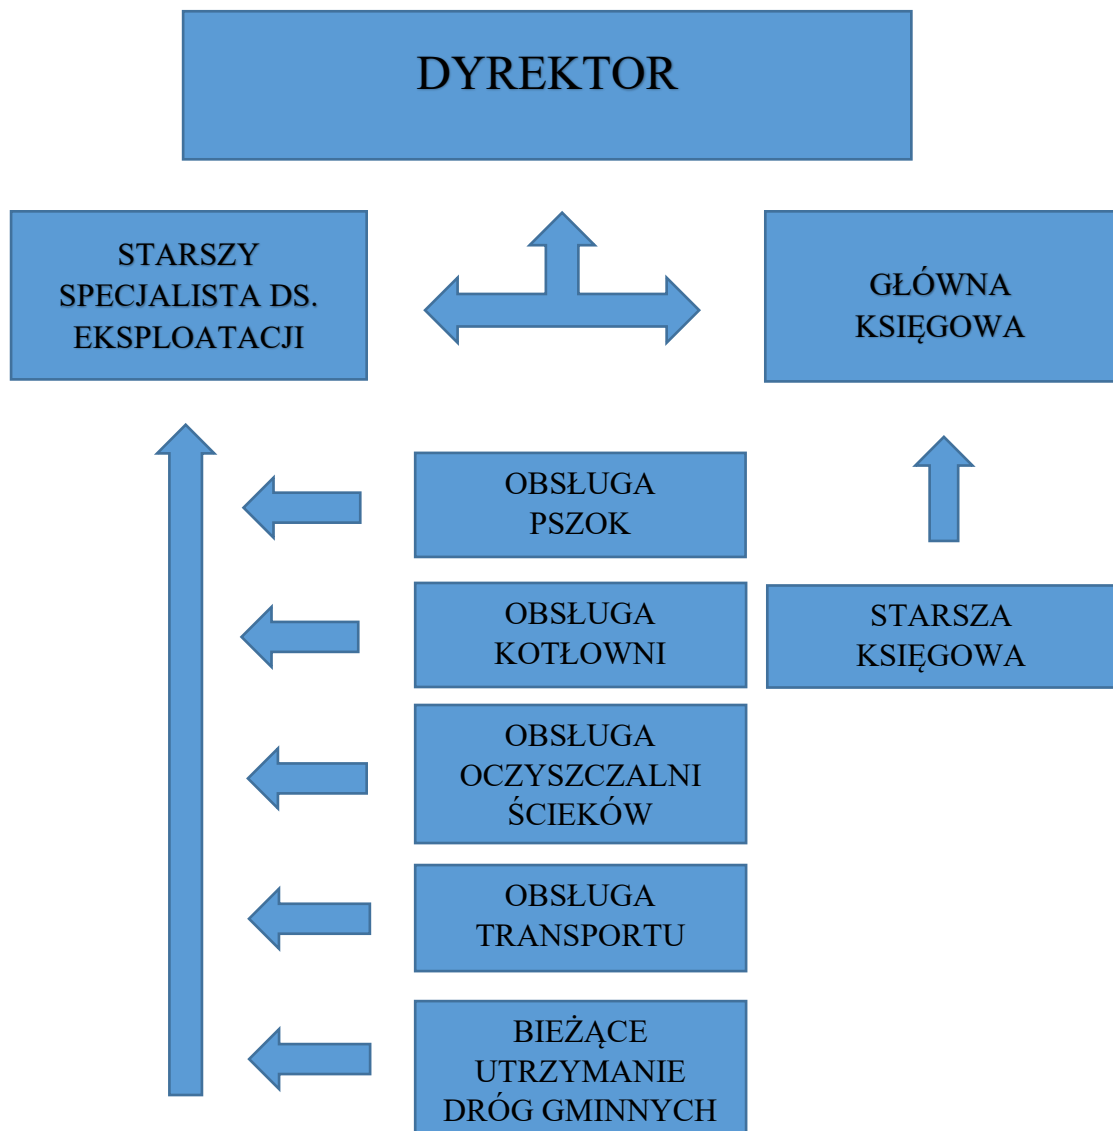 DYREKTOR
STARSZY
SPECJALISTA DS.
EKSPLOATACJI
GŁÓWNA
KSIĘGOWA
OBSŁUGA
PSZOK
OBSŁUGA
KOTŁOWNI
STARSZA
KSIĘGOWA
OBSŁUGA
OCZYSZCZALNI
ŚCIEKÓW
OBSŁUGA
TRANSPORTU
BIEŻĄCE
UTRZYMANIE
DRÓG GMINNYCH